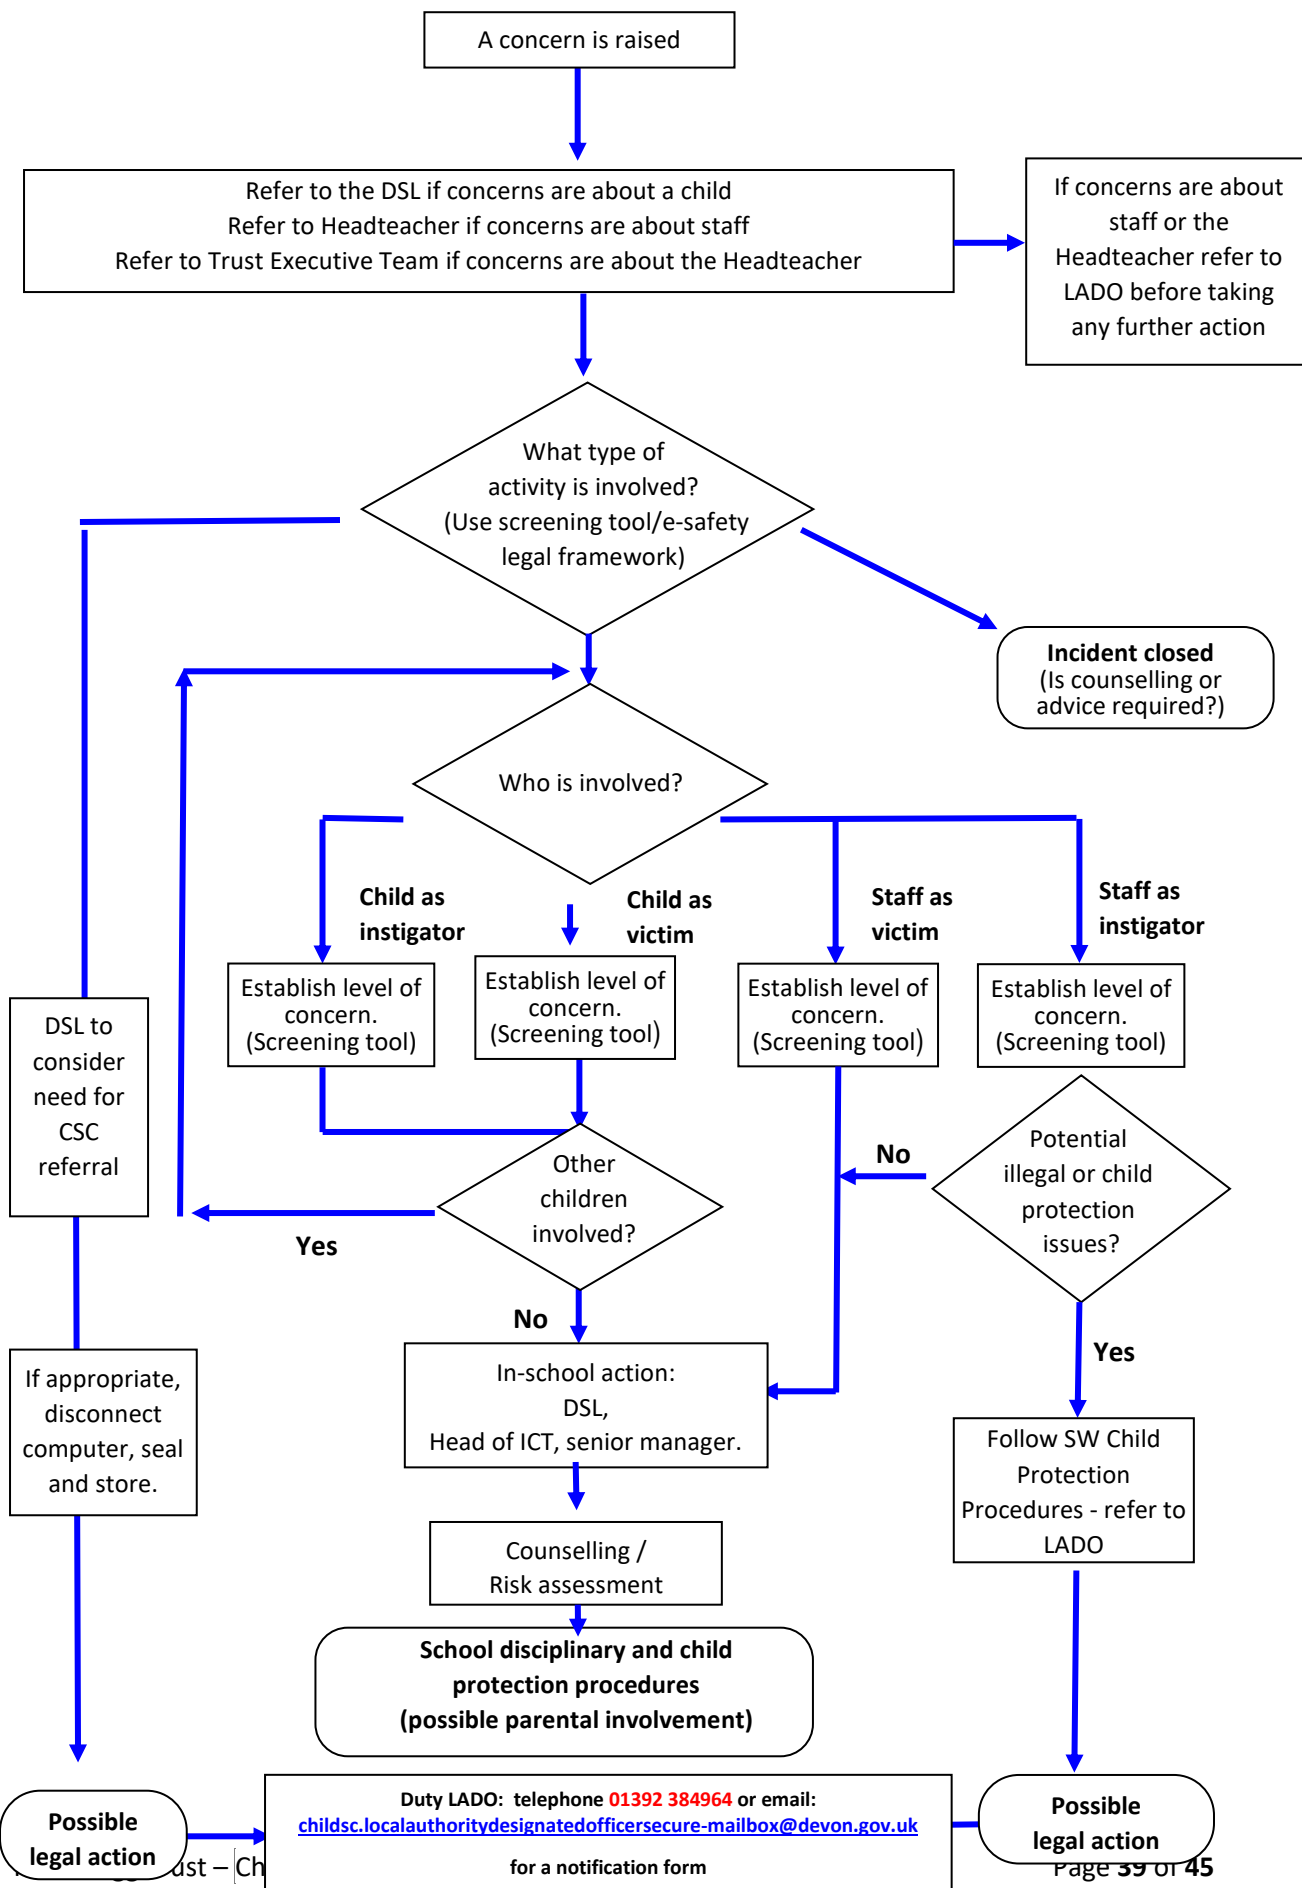 A concern is raised
Refer to the DSL if concerns are about a child
Refer to Headteacher if concerns are about staff
Refer to Trust Executive Team if concerns are about the Headteacher
If concerns are about
staff or the
Headteacher refer to
LADO before taking
any further action
What type of
activity is involved?
(Use screening tool/e-safety
legal framework)
Incident closed
(Is counselling or
advice required?)
Who is involved?
Child as
instigator
Child as
victim
Staff as
victim
Staff as
instigator
Establish level of
concern.
(Screening tool)
Establish level of
concern.
(Screening tool)
Establish level of
concern.
(Screening tool)
Establish level of
concern.
(Screening tool)
DSL to
consider
need for
CSC
referral
Other
children
involved?
Yes
No
Potential
illegal or child
protection
issues?
No
Yes
If appropriate,
disconnect
computer, seal
and store.
In-school action:
DSL,
Head of ICT, senior manager.
Follow SW Child
Protection
Procedures - refer to
LADO
Counselling /
Risk assessment
School disciplinary and child
protection procedures
(possible parental involvement)
Possible
legal action
Duty LADO: telephone 01392 384964 or email:
childsc.localauthoritydesignatedofficersecure-mailbox@devon.gov.uk
for a notification form
Possible
legal action
Page 39 of 45